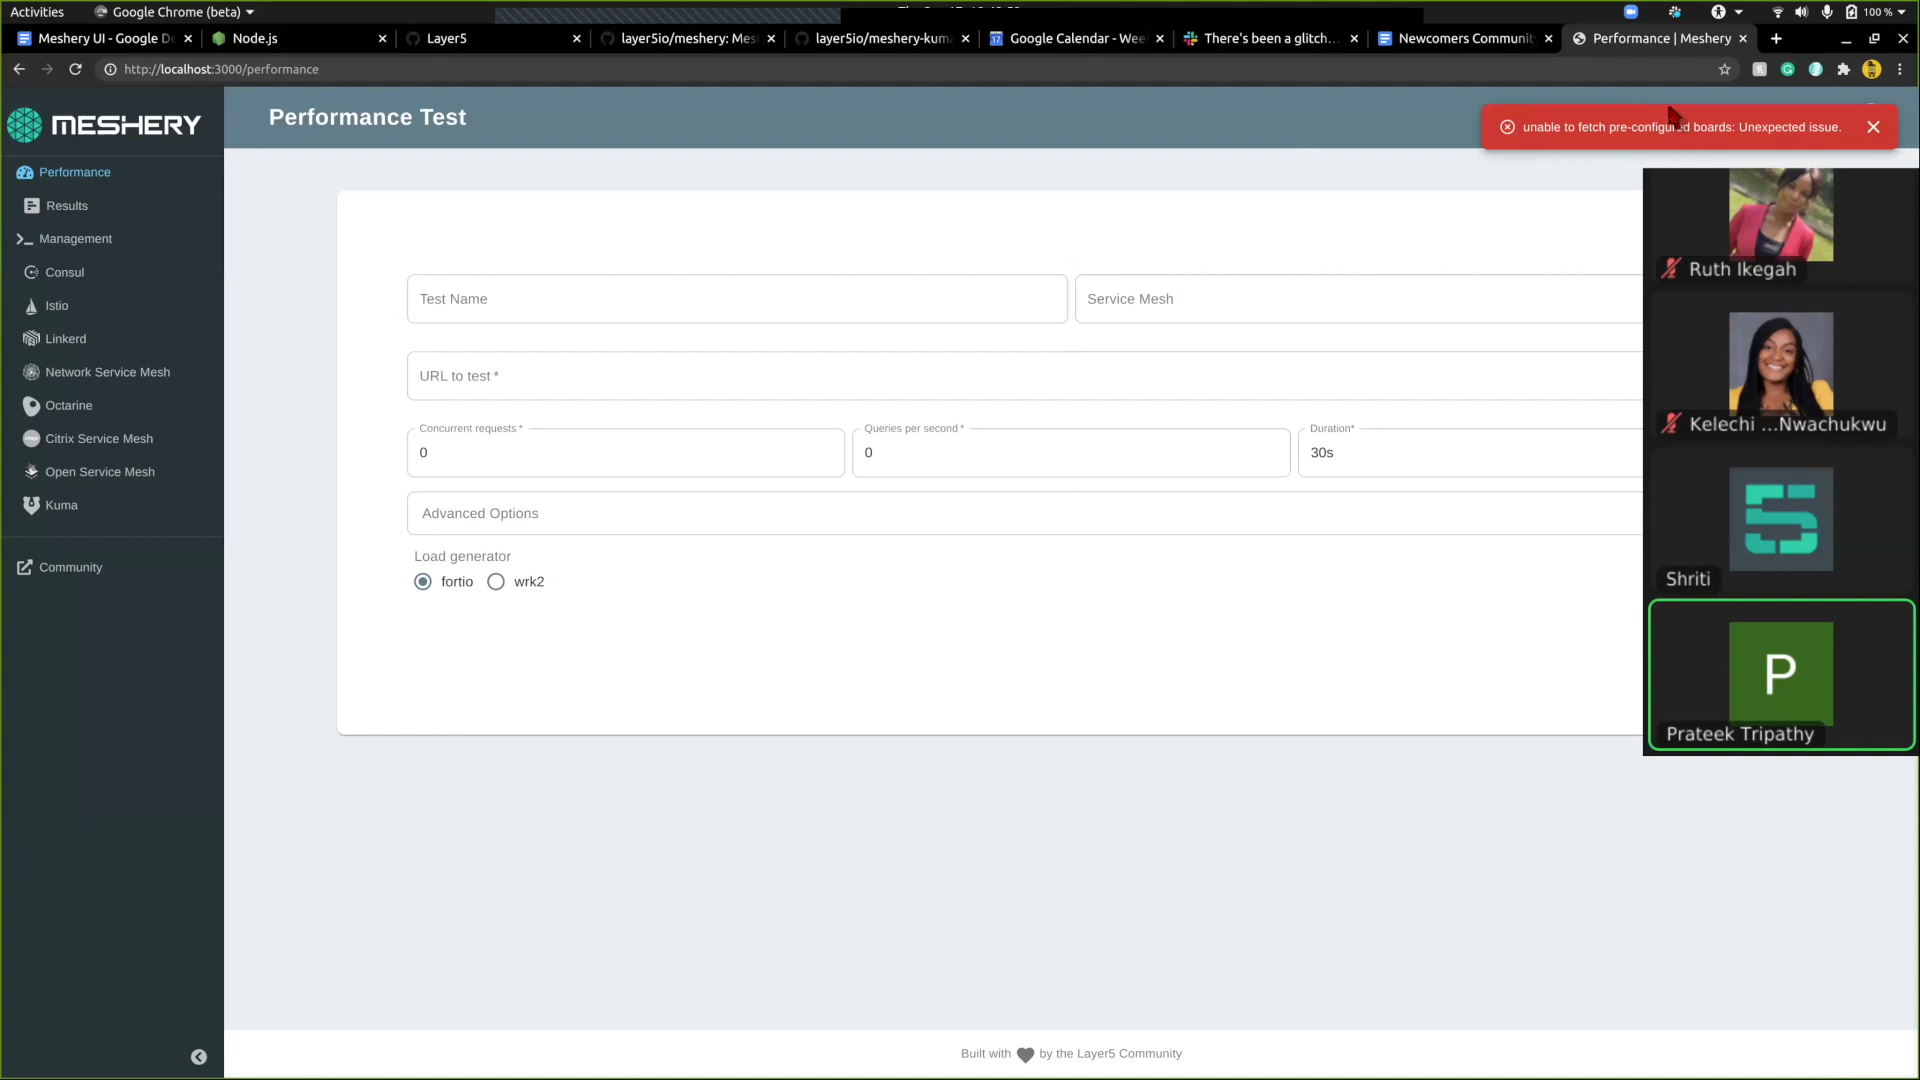 Activities
Google Chrome (beta)
100 %
Meshery UI - Google Do
Node.js
Layer5
layer5io/meshery: Mes
layer5io/meshery-kum
Google Calendar - Wee
There's been a glitch...
Newcomers Communit
Performance | Meshery
http://localhost:3000/performance
MESHERY
Performance Test
unable to fetch pre-configured boards: Unexpected issue.
Performance
Results
Management
Consul
Istio
Linkerd
Network Service Mesh
Octarine
Citrix Service Mesh
Open Service Mesh
Kuma
Community
Test Name
Service Mesh
URL to test *
Concurrent requests *
0
Queries per second *
0
Duration*
30s
Advanced Options
Load generator
fortio
wrk2
Ruth Ikegah
Kelechi ...Nwachukwu
Shriti
P
Prateek Tripathy
Built with by the Layer5 Community